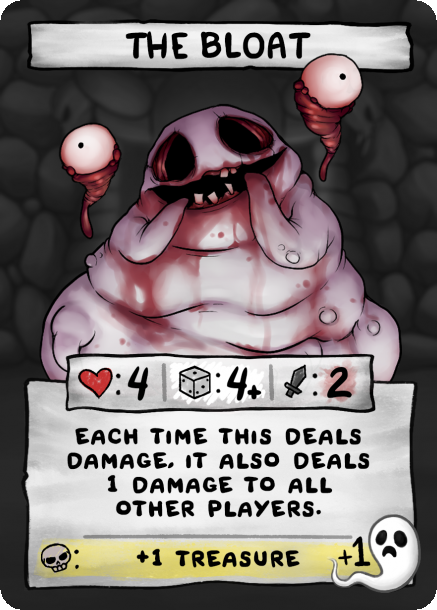 THE BLOAT
:4 :4+ :2
EACH TIME THIS DEALS
DAMAGE, IT ALSO DEALS
1 DAMAGE TO ALL
OTHER PLAYERS.
: +1 TREASURE +1